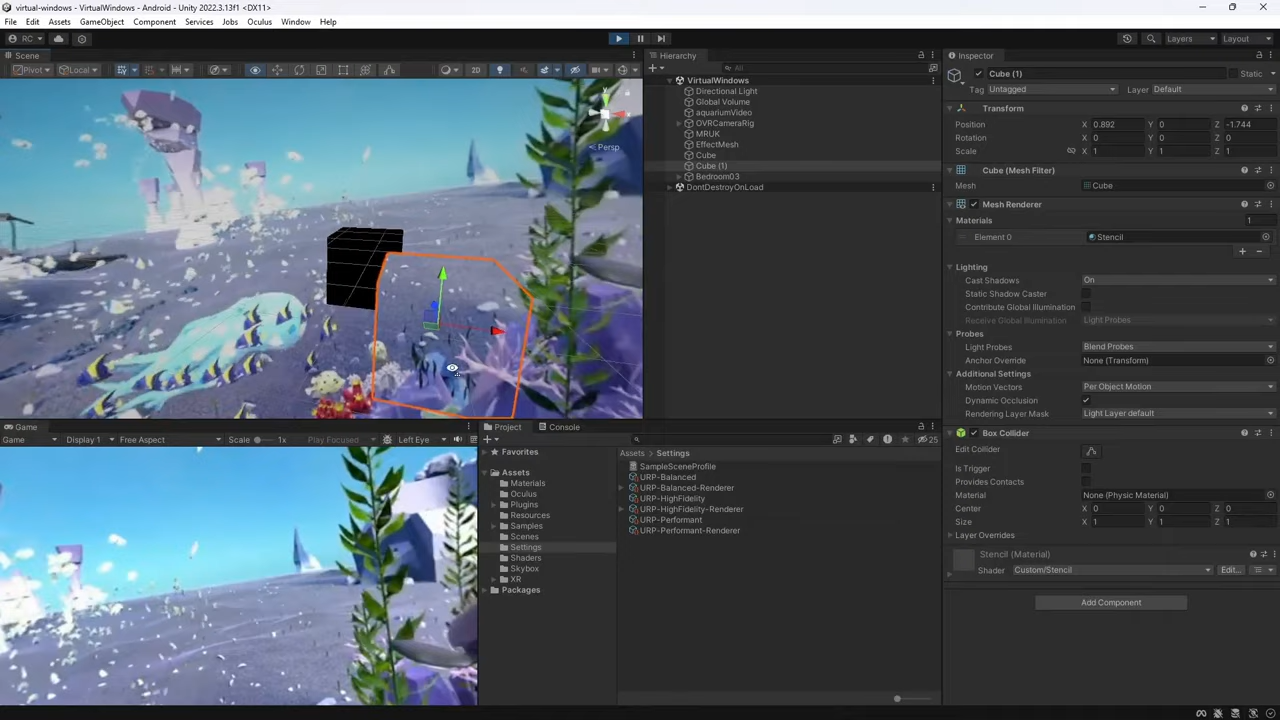 virtual-windows - VirtualWindows - Android - Unity 2022.3.13f1 <DX11>
File Edit Assets GameObject Component Services Jobs Oculus Window Help
RC Layers Layout
Scene
Pivot Local 2D
y
x
Persp
Hierarchy
All
VirtualWindows
Directional Light
Global Volume
aquariumVideo
OVRCameraRig
MRUK
EffectMesh
Cube
Cube (1)
Bedroom03
DontDestroyOnLoad
Inspector
Cube (1) Static
Tag Untagged Layer Default
Transform
Position X 0.892 Y 0 Z -1.744
Rotation X 0 Y 0 Z 0
Scale X 1 Y 1 Z 1
Cube (Mesh Filter)
Mesh Cube
Mesh Renderer
Materials 1
Element 0 Stencil
Lighting
Cast Shadows On
Static Shadow Caster
Contribute Global Illumination
Receive Global Illumination Light Probes
Probes
Light Probes Blend Probes
Anchor Override None (Transform)
Additional Settings
Motion Vectors Per Object Motion
Dynamic Occlusion
Rendering Layer Mask Light Layer default
Box Collider
Edit Collider
Is Trigger
Provides Contacts
Material None (Physic Material)
Center X 0 Y 0 Z 0
Size X 1 Y 1 Z 1
Layer Overrides
Stencil (Material)
Shader Custom/Stencil Edit...
Add Component
Game
Game Display 1 Free Aspect Scale 1x Play Focused Left Eye
Project Console
25
Favorites
Assets
Materials
Oculus
Plugins
Resources
Samples
Scenes
Settings
Shaders
Skybox
XR
Packages
Assets > Settings
SampleSceneProfile
URP-Balanced
URP-Balanced-Renderer
URP-HighFidelity
URP-HighFidelity-Renderer
URP-Performant
URP-Performant-Renderer